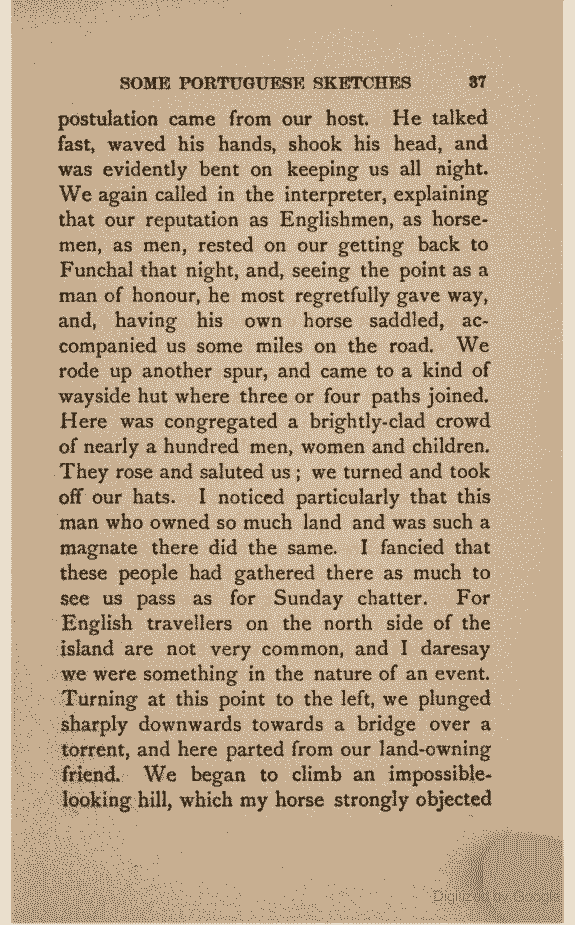 SOME PORTUGUESE SKETCHES 37
postulation came from our host. He talked
fast, waved his hands, shook his head, and
was evidently bent on keeping us all night.
We again called in the interpreter, explaining
that our reputation as Englishmen, as horse-
men, as men, rested on our getting back to
Funchal that night, and, seeing the point as a
man of honour, he most regretfully gave way,
and, having his own horse saddled, ac-
companied us some miles on the road. We
rode up another spur, and came to a kind of
wayside hut where three or four paths joined.
Here was congregated a brightly-clad crowd
of nearly a hundred men, women and children.
They rose and saluted us; we turned and took
off our hats. I noticed particularly that this
man who owned so much land and was such a
magnate there did the same. I fancied that
these people had gathered there as much to
see us pass as for Sunday chatter. For
English travellers on the north side of the
island are not very common, and I daresay
we were something in the nature of an event.
Turning at this point to the left, we plunged
sharply downwards towards a bridge over a
torrent, and here parted from our land-owning
friend. We began to climb an impossible-
looking hill, which my horse strongly objected
Digitized by Google